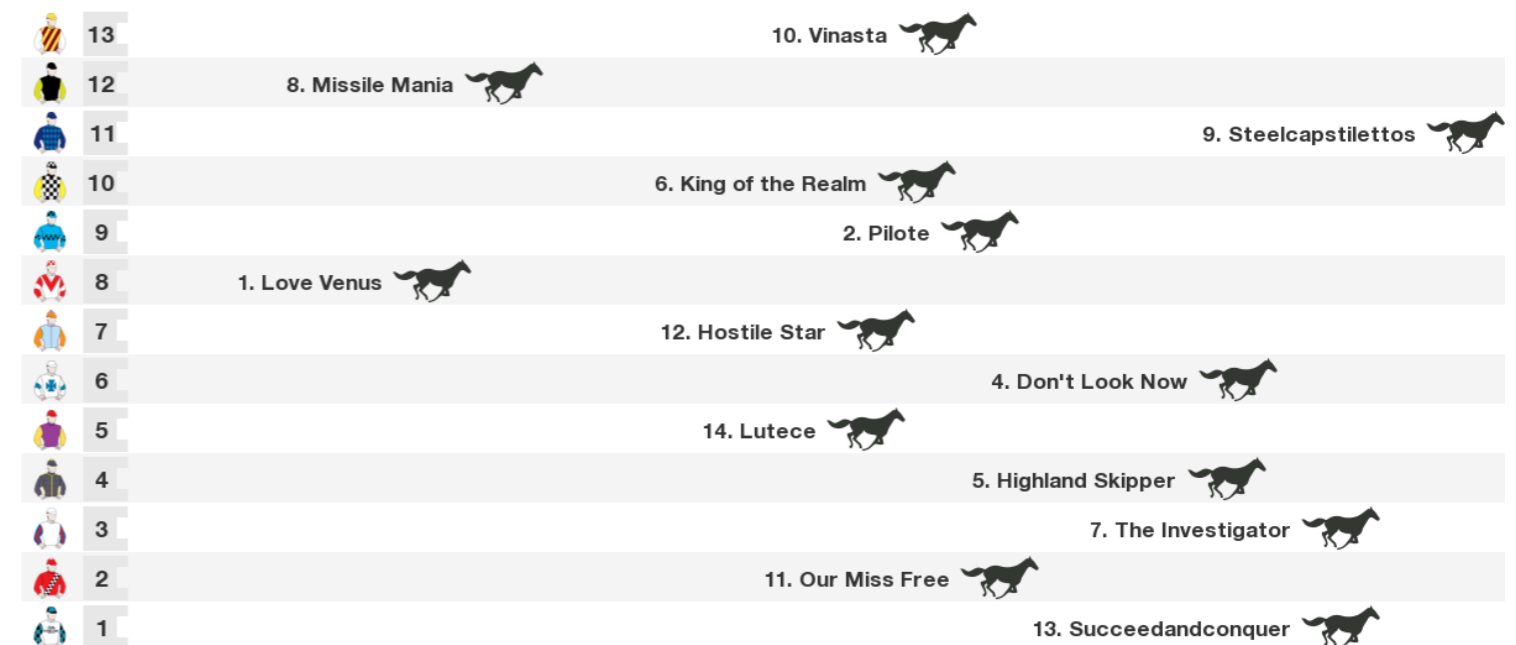 13 10. Vinasta
12 8. Missile Mania
11 9. Steelcapstilettos
10 6. King of the Realm
9 2. Pilote
8 1. Love Venus
7 12. Hostile Star
6 4. Don't Look Now
5 14. Lutece
4 5. Highland Skipper
3 7. The Investigator
2 11. Our Miss Free
1 13. Succeedandconquer